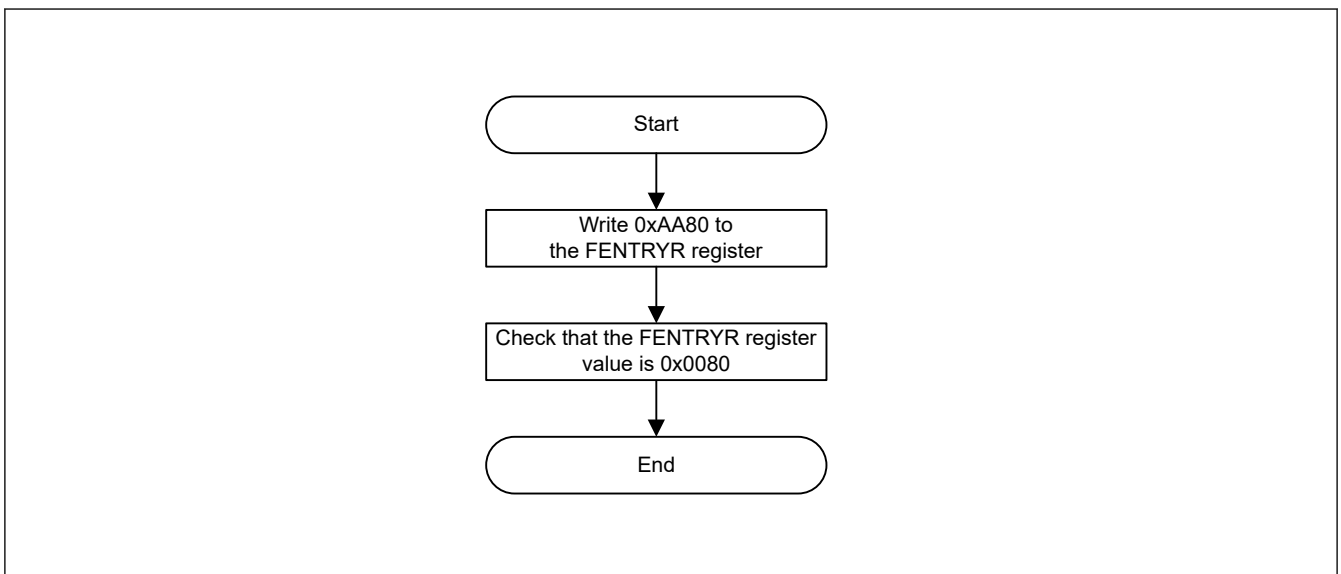 Start
Write 0xAA80 to
the FENTRYR register
Check that the FENTRYR register
value is 0x0080
End